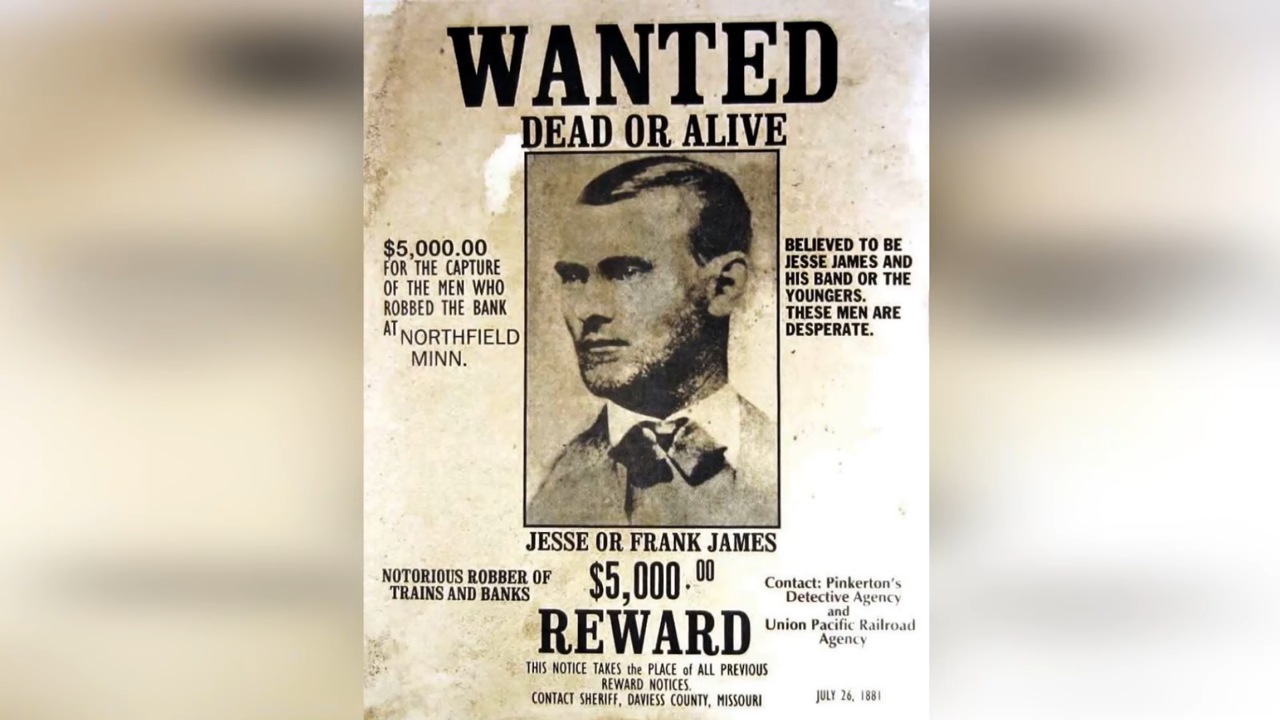 WANTED
DEAD OR ALIVE
$5,000.00
FOR THE CAPTURE
OF THE MEN WHO
ROBBED THE BANK
AT NORTHFIELD
MINN.
BELIEVED TO BE
JESSE JAMES AND
HIS BAND OR THE
YOUNGERS.
THESE MEN ARE
DESPERATE.
JESSE OR FRANK JAMES
NOTORIOUS ROBBER OF
TRAINS AND BANKS
$5,000.00
REWARD
Contact: Pinkerton's
Detective Agency
and
Union Pacific Railroad
Agency
THIS NOTICE TAKES the PLACE of ALL PREVIOUS
REWARD NOTICES.
CONTACT SHERIFF, DAVIESS COUNTY, MISSOURI
JULY 26, 1881